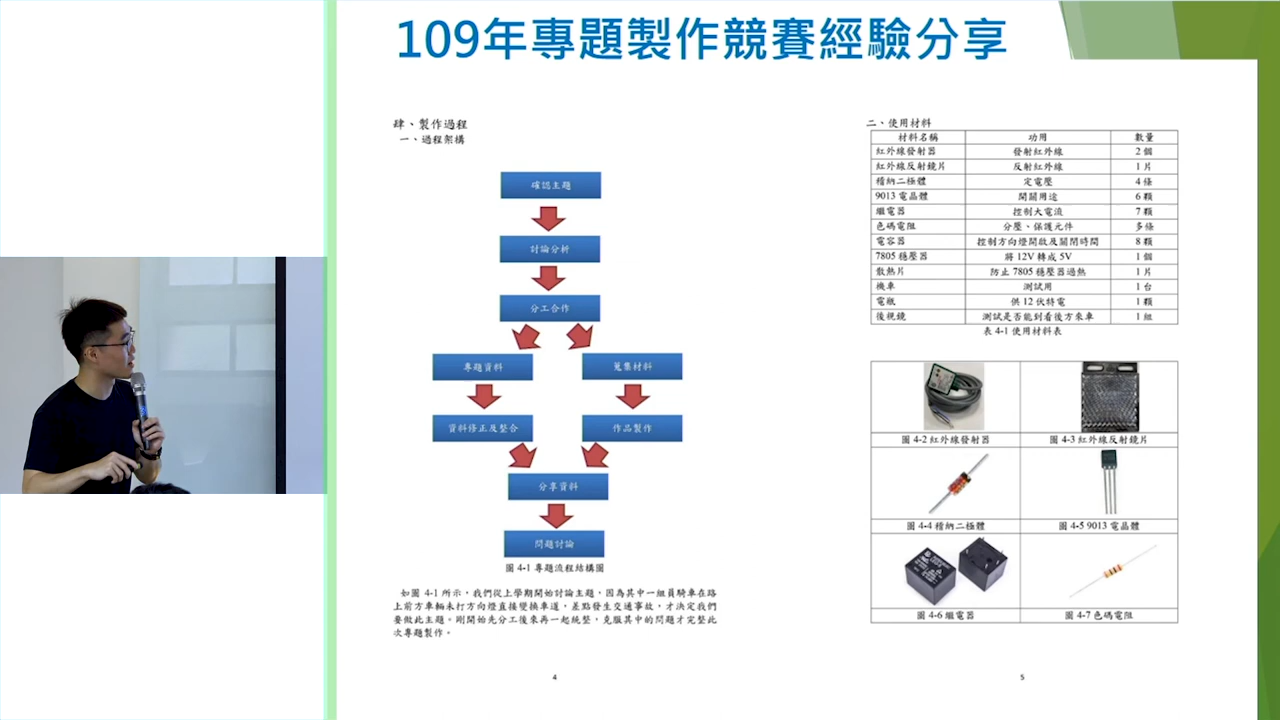 109年專題製作競賽經驗分享
肆、製作過程
一、過程架構
確認主題
討論分析
分工合作
專題資料
蒐集材料
資料修正及整合
作品製作
分享資料
問題討論
圖 4-1 專題流程結構圖
如圖 4-1 所示，我們從上學期開始討論主題，因為其中一組員騎車在路
上前方車輛未打方向燈直接變換車道，差點發生交通事故，才決定我們
要做此主題。剛開始先分工後來再一起統整，克服其中的問題才完整此
次專題製作。
4
二、使用材料
材料名稱 功用 數量
紅外線發射器 發射紅外線 2 個
紅外線反射鏡片 反射紅外線 1 片
稽納二極體 定電壓 4 條
9013 電晶體 開關用途 6 顆
繼電器 控制大電流 7 顆
色碼電阻 分壓、保護元件 多條
電容器 控制方向燈開啟及關閉時間 8 顆
7805 穩壓器 將 12V 轉成 5V 1 個
散熱片 防止 7805 穩壓器過熱 1 片
機車 測試用 1 台
電瓶 供 12 伏特電 1 顆
後視鏡 測試是否能到看後方來車 1 組
表 4-1 使用材料表
圖 4-2 紅外線發射器 圖 4-3 紅外線反射鏡片
圖 4-4 稽納二極體 圖 4-5 9013 電晶體
圖 4-6 繼電器 圖 4-7 色碼電阻
5